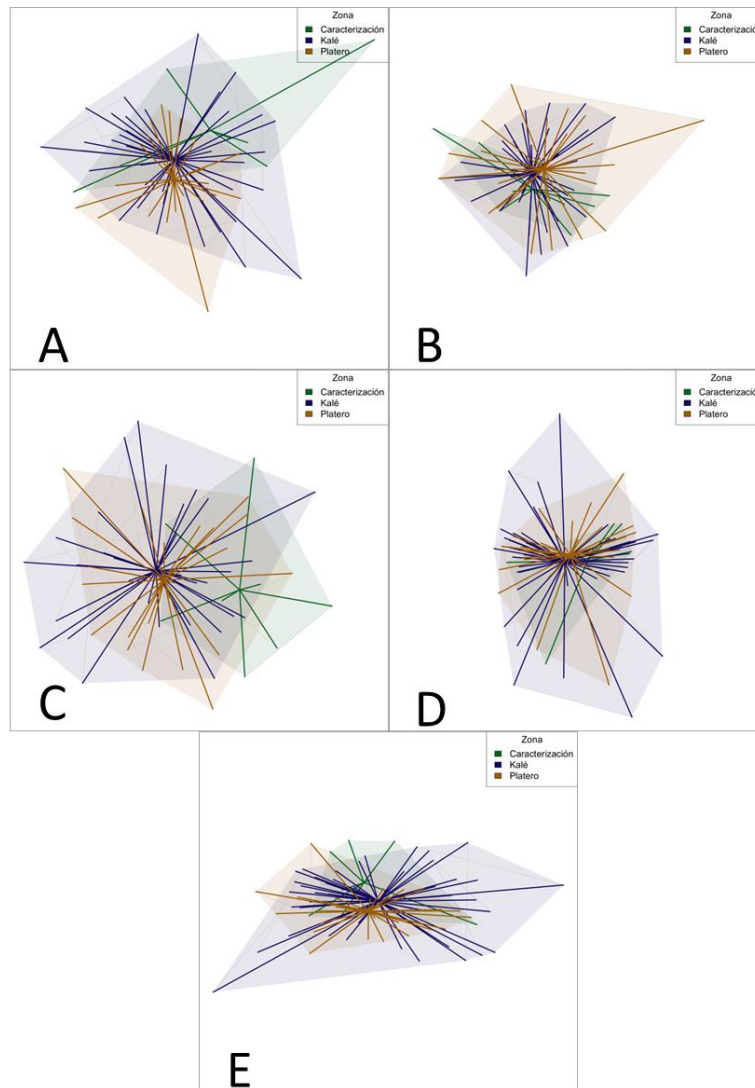 Zona
Caracterización
Kalé
Platero
A
Zona
Caracterización
Kalé
Platero
B
Zona
Caracterización
Kalé
Platero
C
Zona
Caracterización
Kalé
Platero
D
Zona
Caracterización
Kalé
Platero
E